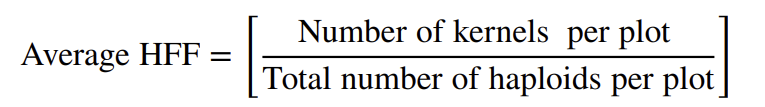 Average HFF = [Number of kernels per plot / Total number of haploids per plot]